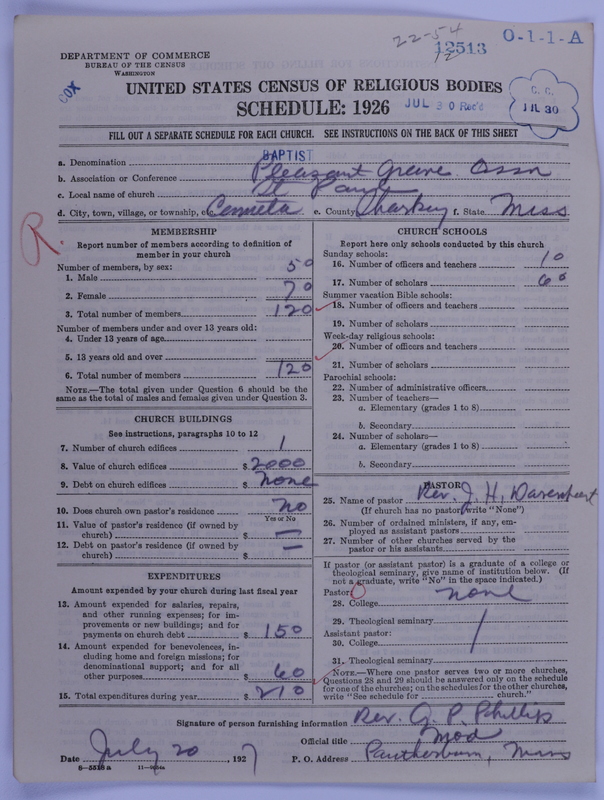 22-54
12
12513
O-1-1-A
DEPARTMENT OF COMMERCE
BUREAU OF THE CENSUS
WASHINGTON
COX
UNITED STATES CENSUS OF RELIGIOUS BODIES
SCHEDULE: 1926
JUL 30 Rec'd
C. C.
JUL 30
FILL OUT A SEPARATE SCHEDULE FOR EACH CHURCH. SEE INSTRUCTIONS ON THE BACK OF THIS SHEET
a. Denomination BAPTIST
b. Association or Conference Pleasant Greive Assn
c. Local name of church St Paul
d. City, town, village, or township, etc. e. County Sharkey f. State Miss
R.
MEMBERSHIP
Report number of members according to definition of
member in your church
Number of members, by sex:
1. Male 50
2. Female 70
3. Total number of members 120
Number of members under and over 13 years old:
4. Under 13 years of age
5. 13 years old and over
6. Total number of members 120
NOTE.—The total given under Question 6 should be the
same as the total of males and females given under Question 3.
CHURCH BUILDINGS
See instructions, paragraphs 10 to 12
7. Number of church edifices 1
8. Value of church edifices $ 2000
9. Debt on church edifices $ none
10. Does church own pastor's residence no
Yes or No
11. Value of pastor's residence (if owned by
church) $ —
12. Debt on pastor's residence (if owned by
church) $ —
EXPENDITURES
Amount expended by your church during last fiscal year
13. Amount expended for salaries, repairs,
and other running expenses; for im-
provements or new buildings; and for
payments on church debt $ 150
14. Amount expended for benevolences, in-
cluding home and foreign missions; for
denominational support; and for all
other purposes $ 60
15. Total expenditures during year $ 210
CHURCH SCHOOLS
Report here only schools conducted by this church
Sunday schools:
16. Number of officers and teachers 10
17. Number of scholars 60
Summer vacation Bible schools:
18. Number of officers and teachers
19. Number of scholars
Week-day religious schools:
20. Number of officers and teachers
21. Number of scholars
Parochial schools:
22. Number of administrative officers
23. Number of teachers—
a. Elementary (grades 1 to 8)
b. Secondary
24. Number of scholars—
a. Elementary (grades 1 to 8)
b. Secondary
PASTOR
25. Name of pastor Rev. J. H. 
(If church has no pastor, write "None")
26. Number of ordained ministers, if any, em-
ployed as assistant pastors
27. Number of other churches served by the
pastor or his assistants
If pastor (or assistant pastor) is a graduate of a college or
theological seminary, give name of institution below. (If
not a graduate, write "No" in the space indicated.)
Pastor:
28. College none
29. Theological seminary
Assistant pastor:
30. College
31. Theological seminary
NOTE.—Where one pastor serves two or more churches,
Questions 28 and 29 should be answered only on the schedule
for one of the churches; on the schedules for the other churches,
write "See schedule for church."
Signature of person furnishing information Rev. G. P. Phillip
Official title Mod
Date July 20, 1927 P. O. Address Pantherburn, Miss
8-5518a 11-9164a